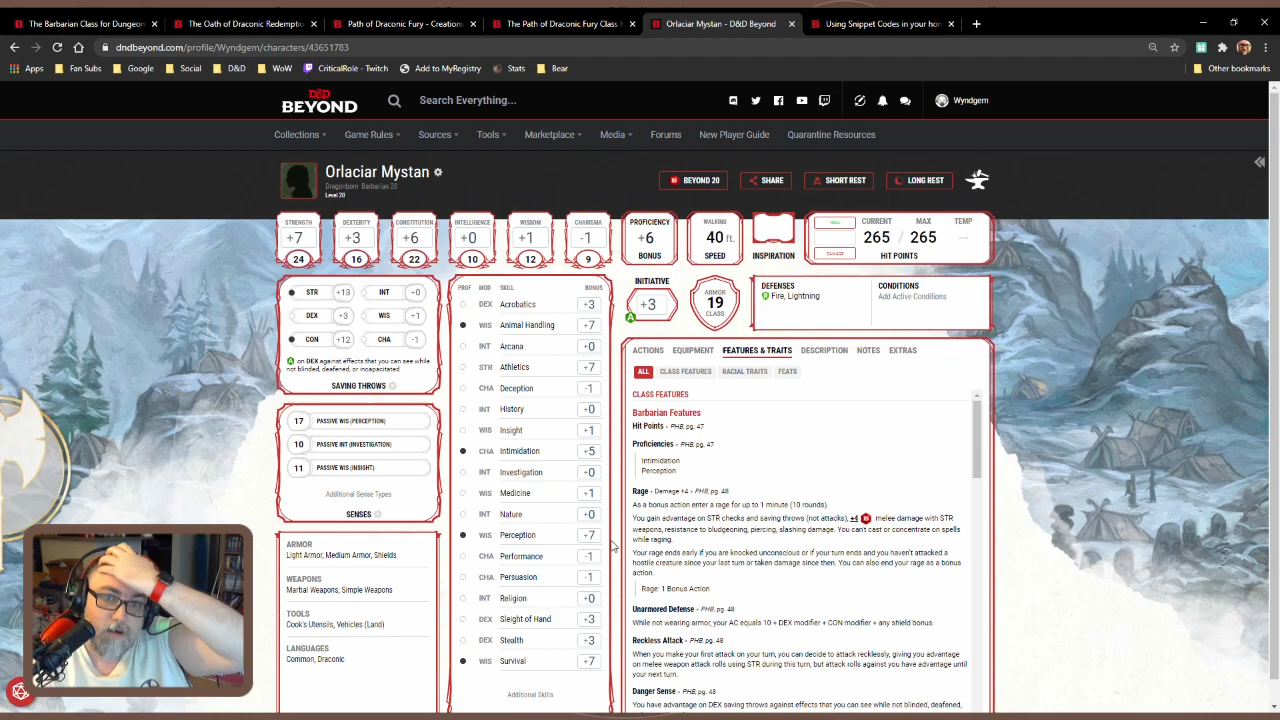 The Barbarian Class for Dungeon
The Oath of Draconic Redemptio
Path of Draconic Fury - Creations
The Path of Draconic Fury Class
Orlaciar Mystan - D&D Beyond
Using Snippet Codes in your hon
dndbeyond.com/profile/Wyndgem/characters/43651783
Apps
Fan Subs
Google
Social
D&D
WoW
CriticalRole - Twitch
Add to MyRegistry
Stats
Bear
Other bookmarks
D&D BEYOND
Search Everything...
Wyndgem
Collections
Game Rules
Sources
Tools
Marketplace
Media
Forums
New Player Guide
Quarantine Resources
Orlaciar Mystan
Dragonborn Barbarian 20
Level 20
BEYOND 20
SHARE
SHORT REST
LONG REST
STRENGTH
+7
24
DEXTERITY
+3
16
CONSTITUTION
+6
22
INTELLIGENCE
+0
10
WISDOM
+1
12
CHARISMA
-1
9
PROFICIENCY
+6
BONUS
WALKING
40 ft.
SPEED
INSPIRATION
HEAL
DAMAGE
CURRENT MAX TEMP
265 / 265 --
HIT POINTS
STR +13
INT +0
DEX +3
WIS +1
CON +12
CHA -1
A on DEX against effects that you can see while
not blinded, deafened, or incapacitated
SAVING THROWS
17 PASSIVE WIS (PERCEPTION)
10 PASSIVE INT (INVESTIGATION)
11 PASSIVE WIS (INSIGHT)
Additional Sense Types
SENSES
ARMOR
Light Armor, Medium Armor, Shields
WEAPONS
Martial Weapons, Simple Weapons
TOOLS
Cook's Utensils, Vehicles (Land)
LANGUAGES
Common, Draconic
PROF MOD SKILL BONUS
DEX Acrobatics +3
WIS Animal Handling +7
INT Arcana +0
STR Athletics +7
CHA Deception -1
INT History +0
WIS Insight +1
CHA Intimidation +5
INT Investigation +0
WIS Medicine +1
INT Nature +0
WIS Perception +7
CHA Performance -1
CHA Persuasion -1
INT Religion +0
DEX Sleight of Hand +3
DEX Stealth +3
WIS Survival +7
Additional Skills
INITIATIVE
+3
A
ARMOR
19
CLASS
DEFENSES
R Fire, Lightning
CONDITIONS
Add Active Conditions
ACTIONS
EQUIPMENT
FEATURES & TRAITS
DESCRIPTION
NOTES
EXTRAS
ALL
CLASS FEATURES
RACIAL TRAITS
FEATS
CLASS FEATURES
Barbarian Features
Hit Points • PHB, pg. 47
Proficiencies • PHB, pg. 47
Intimidation
Perception
Rage • Damage +4 • PHB, pg. 48
As a bonus action enter a rage for up to 1 minute (10 rounds).
You gain advantage on STR checks and saving throws (not attacks), +4 melee damage with STR
weapons, resistance to bludgeoning, piercing, slashing damage. You can't cast or concentrate on spells
while raging.
Your rage ends early if you are knocked unconscious or if your turn ends and you haven't attacked a
hostile creature since your last turn or taken damage since then. You can also end your rage as a bonus
action.
Rage: 1 Bonus Action
Unarmored Defense • PHB, pg. 48
While not wearing armor, your AC equals 10 + DEX modifier + CON modifier + any shield bonus.
Reckless Attack • PHB, pg. 48
When you make your first attack on your turn, you can decide to attack recklessly, giving you advantage
on melee weapon attack rolls using STR during this turn, but attack rolls against you have advantage until
your next turn.
Danger Sense • PHB, pg. 48
You have advantage on DEX saving throws against effects that you can see while not blinded, deafened,